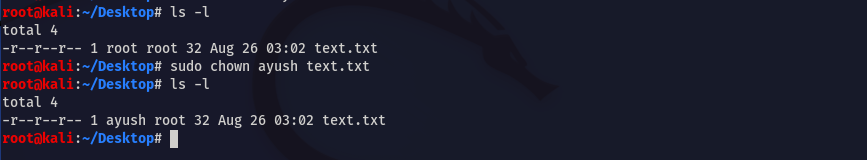 root@kali:~/Desktop# ls -l
total 4
-r--r--r-- 1 root root 32 Aug 26 03:02 text.txt
root@kali:~/Desktop# sudo chown ayush text.txt
root@kali:~/Desktop# ls -l
total 4
-r--r--r-- 1 ayush root 32 Aug 26 03:02 text.txt
root@kali:~/Desktop#